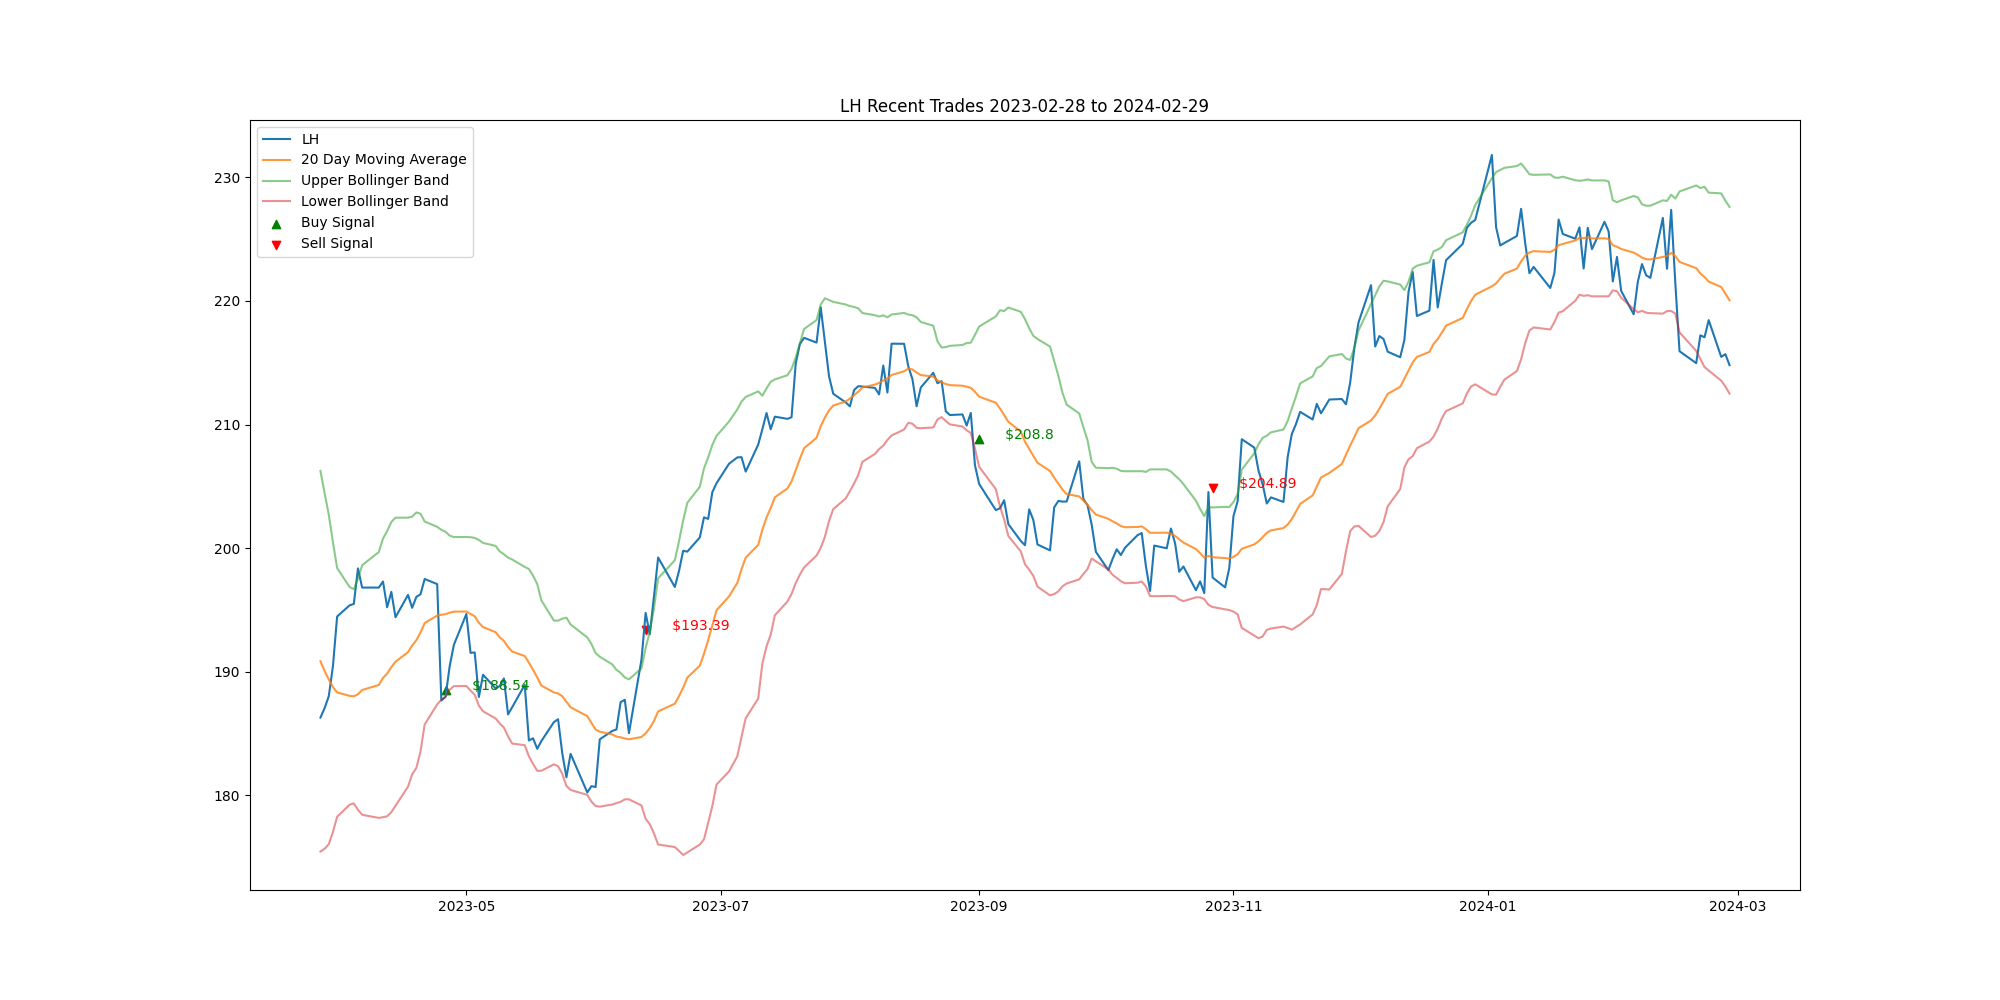 LH Recent Trades 2023-02-28 to 2024-02-29
LH
20 Day Moving Average
Upper Bollinger Band
Lower Bollinger Band
Buy Signal
Sell Signal
230
220
210
200
190
180
$208.8
$204.89
$193.39
$188.54
2023-05
2023-07
2023-09
2023-11
2024-01
2024-03